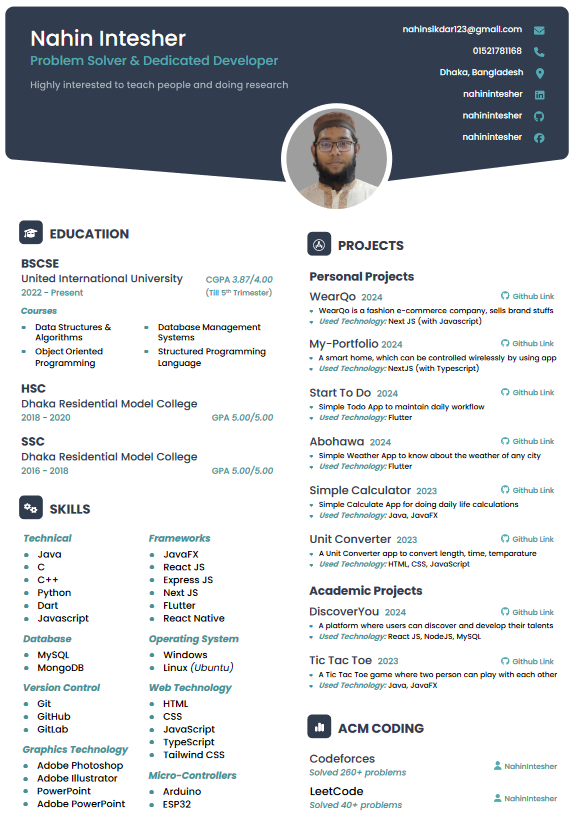 Nahin Intesher
Problem Solver & Dedicated Developer
Highly interested to teach people and doing research
nahinsikdar123@gmail.com
01521781168
Dhaka, Bangladesh
nahinintesher
nahinintesher
nahinintesher
EDUCATIION
BSCSE
United International University CGPA 3.87/4.00
2022 - Present (Till 5th Trimester)
Courses
Data Structures & Algorithms
Database Management Systems
Object Oriented Programming
Structured Programming Language
HSC
Dhaka Residential Model College
2018 - 2020 GPA 5.00/5.00
SSC
Dhaka Residential Model College
2016 - 2018 GPA 5.00/5.00
SKILLS
Technical
Java
C
C++
Python
Dart
Javascript
Database
MySQL
MongoDB
Version Control
Git
GitHub
GitLab
Graphics Technology
Adobe Photoshop
Adobe Illustrator
PowerPoint
Adobe PowerPoint
Frameworks
JavaFX
React JS
Express JS
Next JS
FLutter
React Native
Operating System
Windows
Linux (Ubuntu)
Web Technology
HTML
CSS
JavaScript
TypeScript
Tailwind CSS
Micro-Controllers
Arduino
ESP32
PROJECTS
Personal Projects
WearQo 2024 Github Link
WearQo is a fashion e-commerce company, sells brand stuffs
Used Technology: Next JS (with Javascript)
My-Portfolio 2024 Github Link
A smart home, which can be controlled wirelessly by using app
Used Technology: NextJS (with Typescript)
Start To Do 2024 Github Link
Simple Todo App to maintain daily workflow
Used Technology: Flutter
Abohawa 2024 Github Link
Simple Weather App to know about the weather of any city
Used Technology: Flutter
Simple Calculator 2023 Github Link
Simple Calculate App for doing daily life calculations
Used Technology: Java, JavaFX
Unit Converter 2023 Github Link
A Unit Converter app to convert length, time, temparature
Used Technology: HTML, CSS, JavaScript
Academic Projects
DiscoverYou 2024 Github Link
A platform where users can discover and develop their talents
Used Technology: React JS, NodeJS, MySQL
Tic Tac Toe 2023 Github Link
A Tic Tac Toe game where two person can play with each other
Used Technology: Java, JavaFX
ACM CODING
Codeforces
Solved 260+ problems NahinIntesher
LeetCode
Solved 40+ problems NahinIntesher